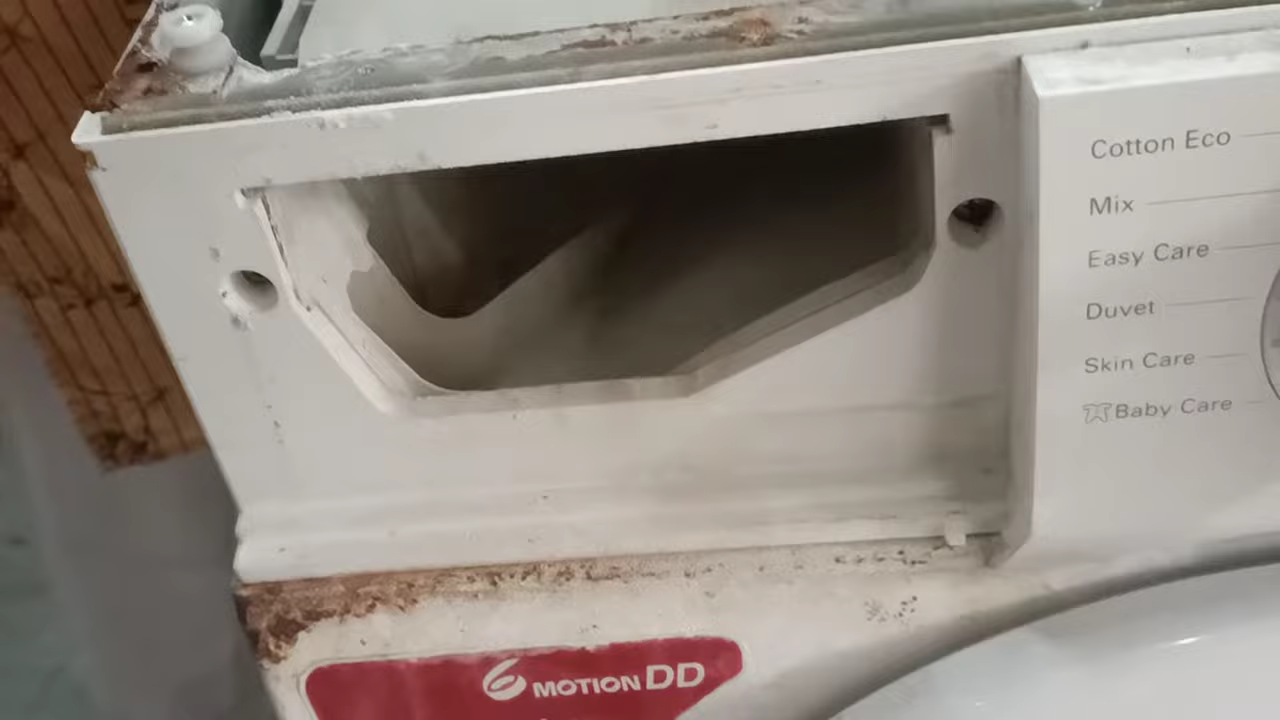 Cotton Eco
Mix
Easy Care
Duvet
Skin Care
Baby Care
6 MOTION DD